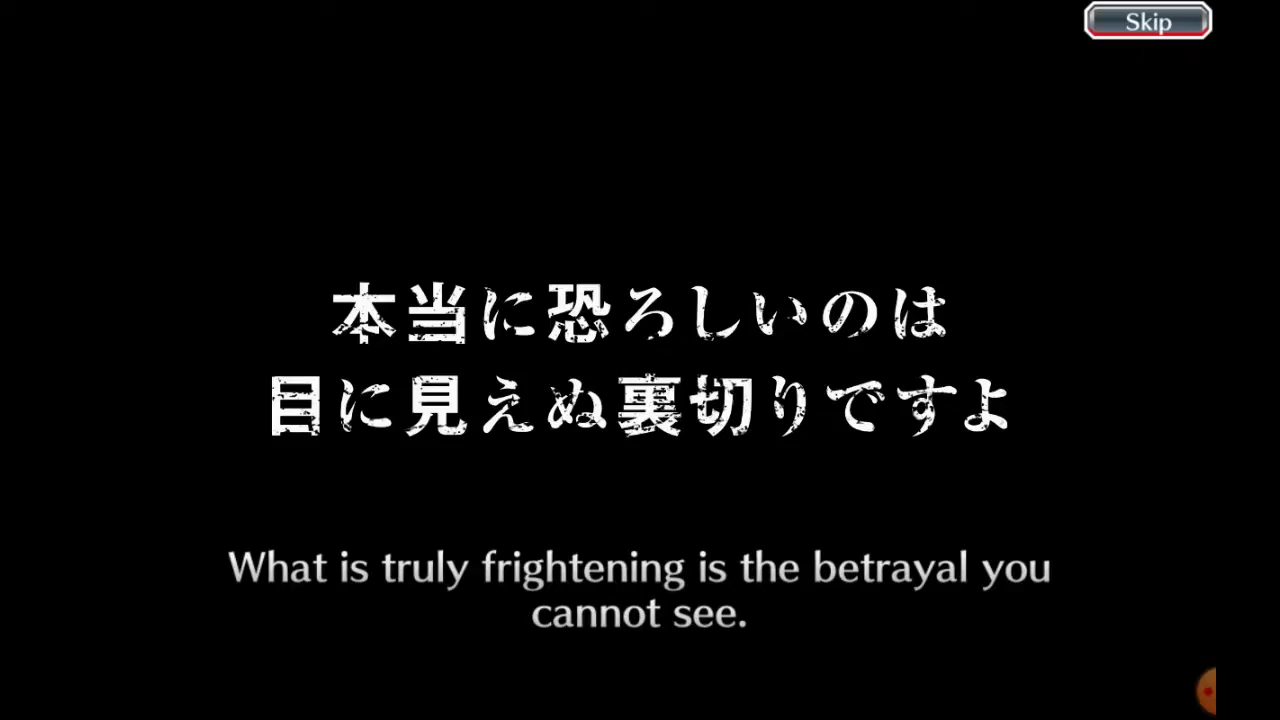 Skip
本当に恐ろしいのは
目に見えぬ裏切りですよ
What is truly frightening is the betrayal you
cannot see.